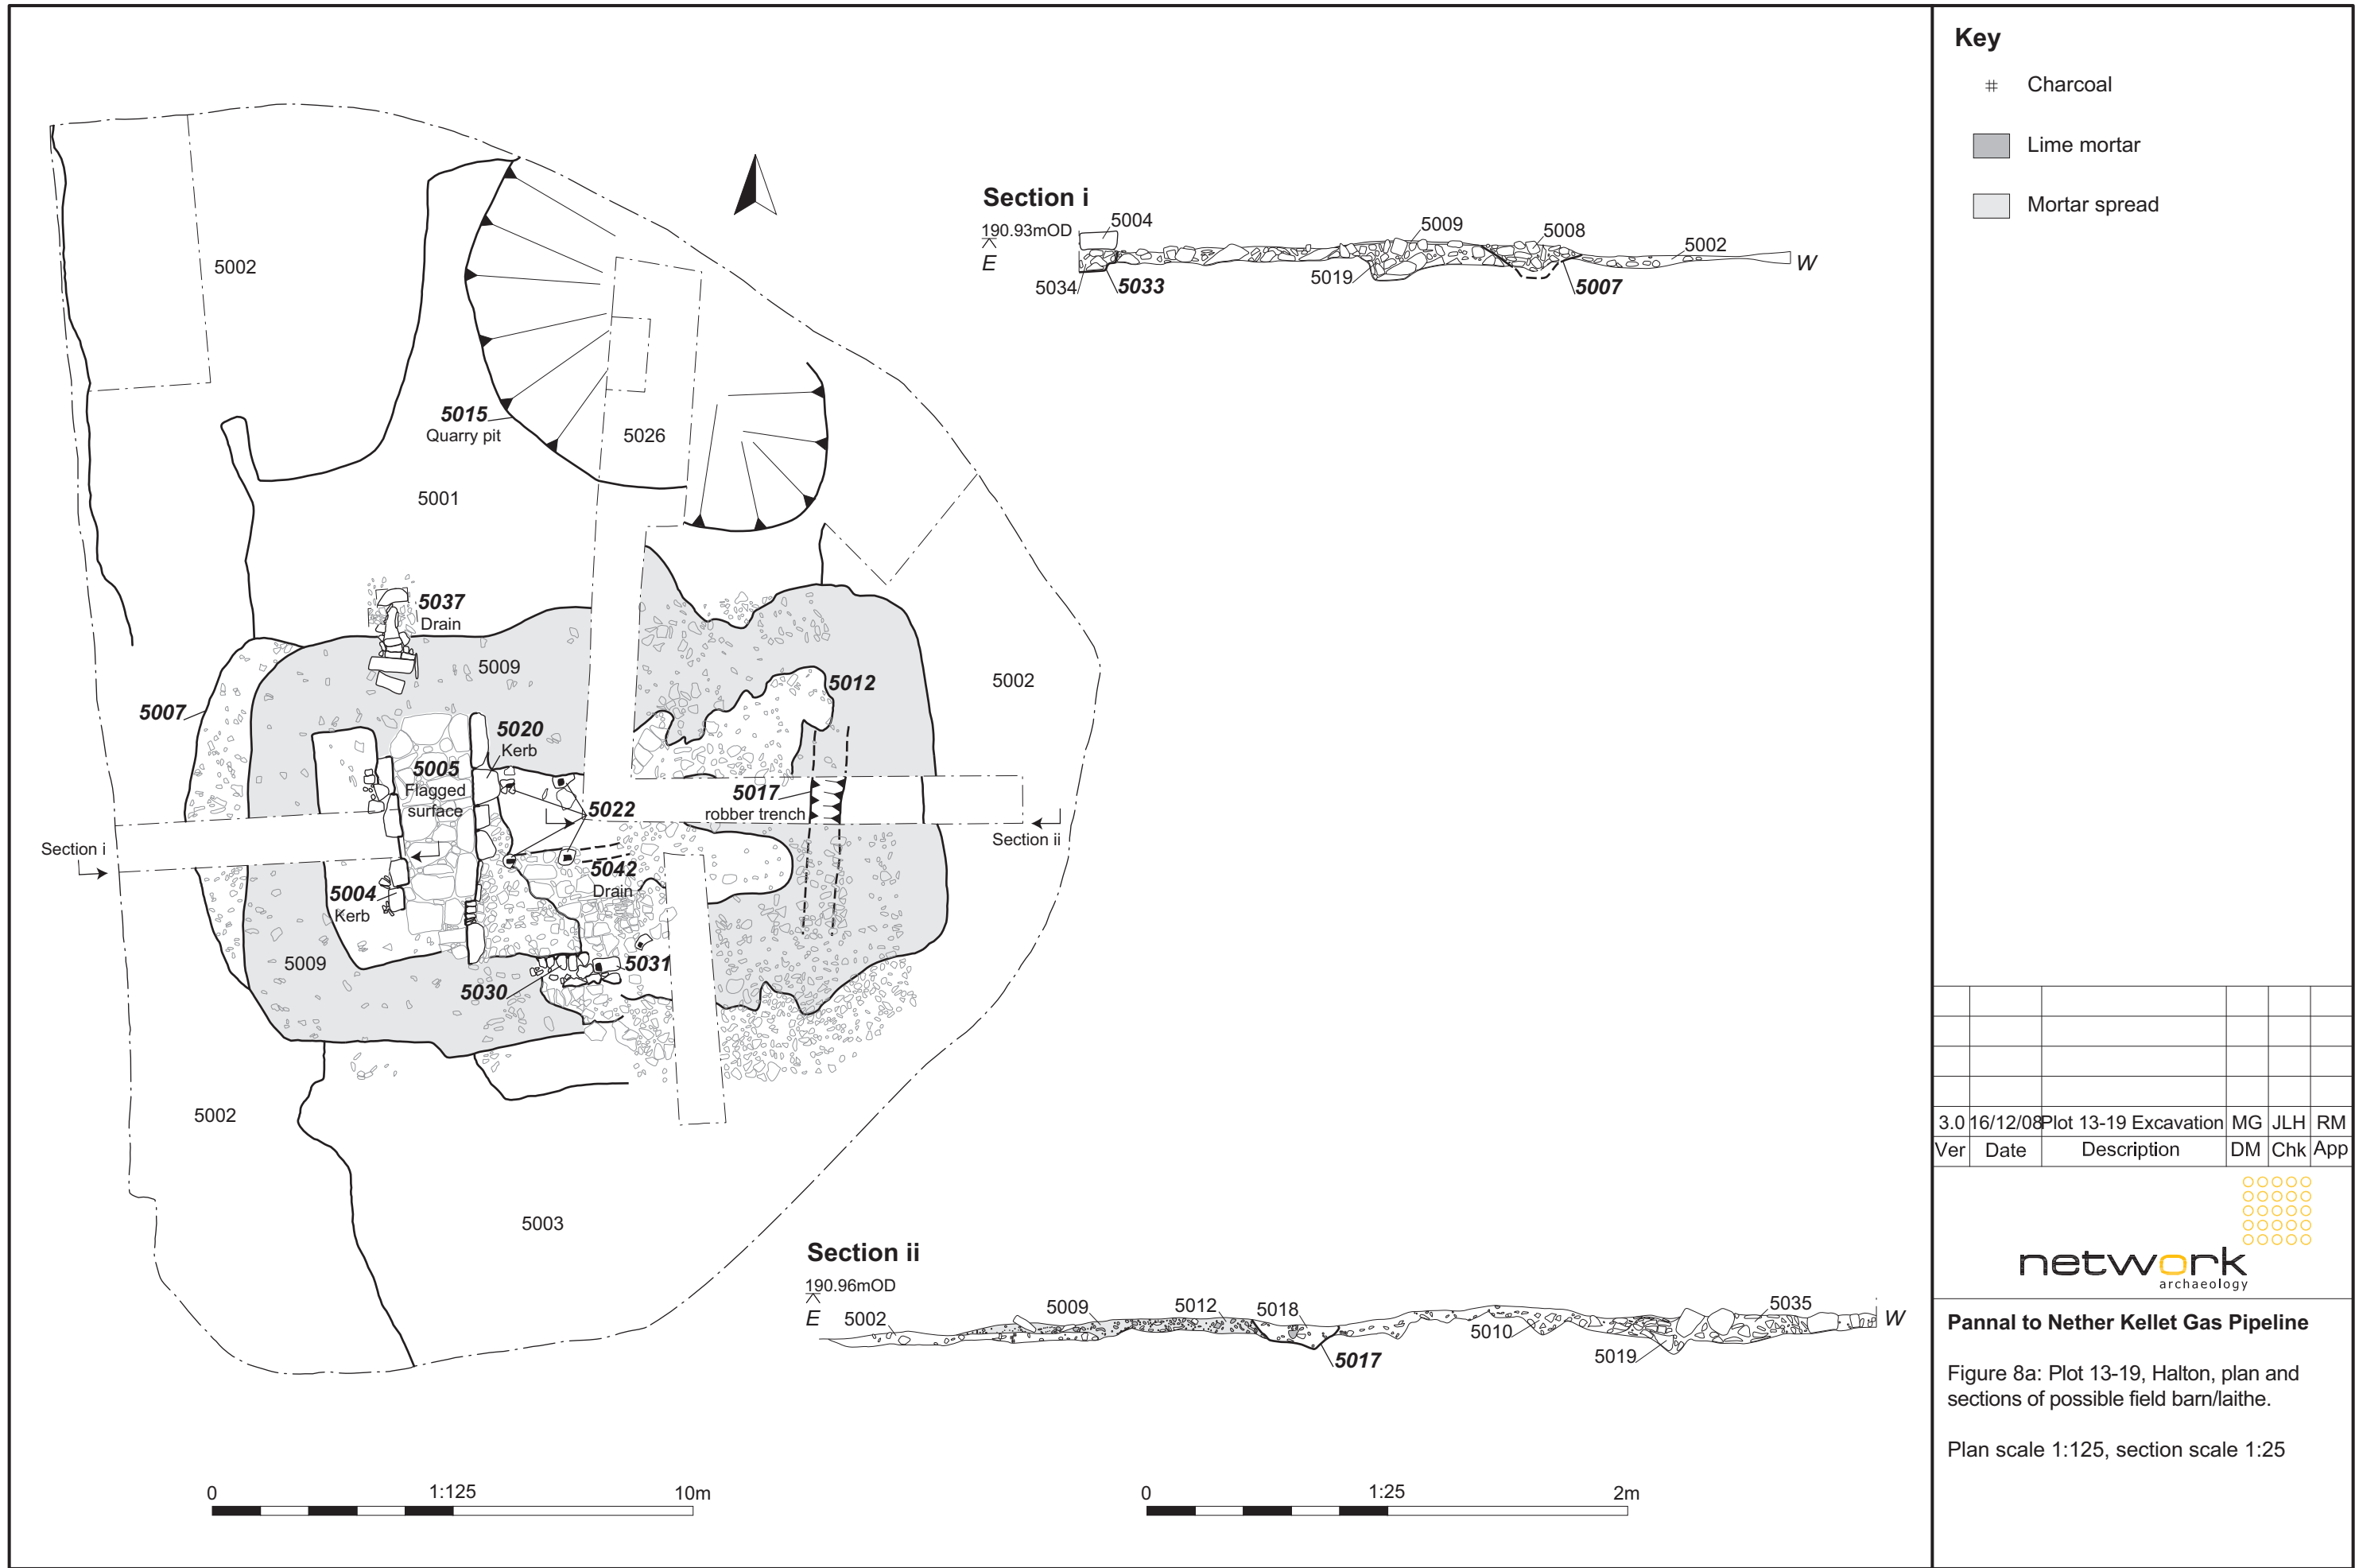 5002
5015
Quarry pit
5026
5001
5037
Drain
5009
5012
5002
5007
5020
Kerb
5005
Flagged
surface
5017
robber trench
5022
Section i
Section ii
5042
Drain
5004
Kerb
5009
5031
5030
5002
5003
Section i
190.93mOD
E
5004
5009
5008
5002
W
5034
5033
5019
5007
Section ii
190.96mOD
E
5002
5009
5012
5018
5017
5010
5019
5035
W
0 1:125 10m
0 1:25 2m
Key
# Charcoal
Lime mortar
Mortar spread
3.0 16/12/08 Plot 13-19 Excavation MG JLH RM
Ver Date Description DM Chk App
network
archaeology
Pannal to Nether Kellet Gas Pipeline
Figure 8a: Plot 13-19, Halton, plan and
sections of possible field barn/laithe.
Plan scale 1:125, section scale 1:25